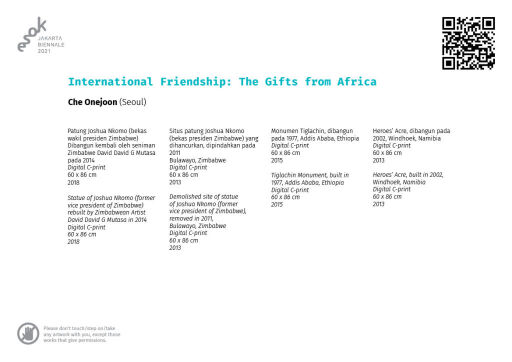 esok
JAKARTA
BIENNALE
2021
International Friendship: The Gifts from Africa
Che Onejoon (Seoul)
Patung Joshua Nkomo (bekas
wakil presiden Zimbabwe)
Dibangun kembali oleh seniman
Zimbabwe David David G Mutasa
pada 2014
Digital C-print
60 x 86 cm
2018
Statue of Joshua Nkomo (former
vice president of Zimbabwe)
rebuilt by Zimbabwean Artist
David David G Mutasa in 2014
Digital C-print
60 x 86 cm
2018
Situs patung Joshua Nkomo
(bekas presiden Zimbabwe) yang
dihancurkan, dipindahkan pada
2011
Bulawayo, Zimbabwe
Digital C-print
60 x 86 cm
2013
Demolished site of statue
of Joshua Nkomo (former
vice president of Zimbabwe),
removed in 2011,
Bulawayo, Zimbabwe
Digital C-print
60 x 86 cm
2013
Monumen Tiglachin, dibangun
pada 1977, Addis Ababa, Ethiopia
Digital C-print
60 x 86 cm
2015
Tiglachin Monument, built in
1977, Addis Ababa, Ethiopia
Digital C-print
60 x 86 cm
2015
Heroes' Acre, dibangun pada
2002, Windhoek, Namibia
Digital C-print
60 x 86 cm
2013
Heroes' Acre, built in 2002,
Windhoek, Namibia
Digital C-print
60 x 86 cm
2013
Please don't touch/step on/take
any artwork with you, except those
works that give permissions.